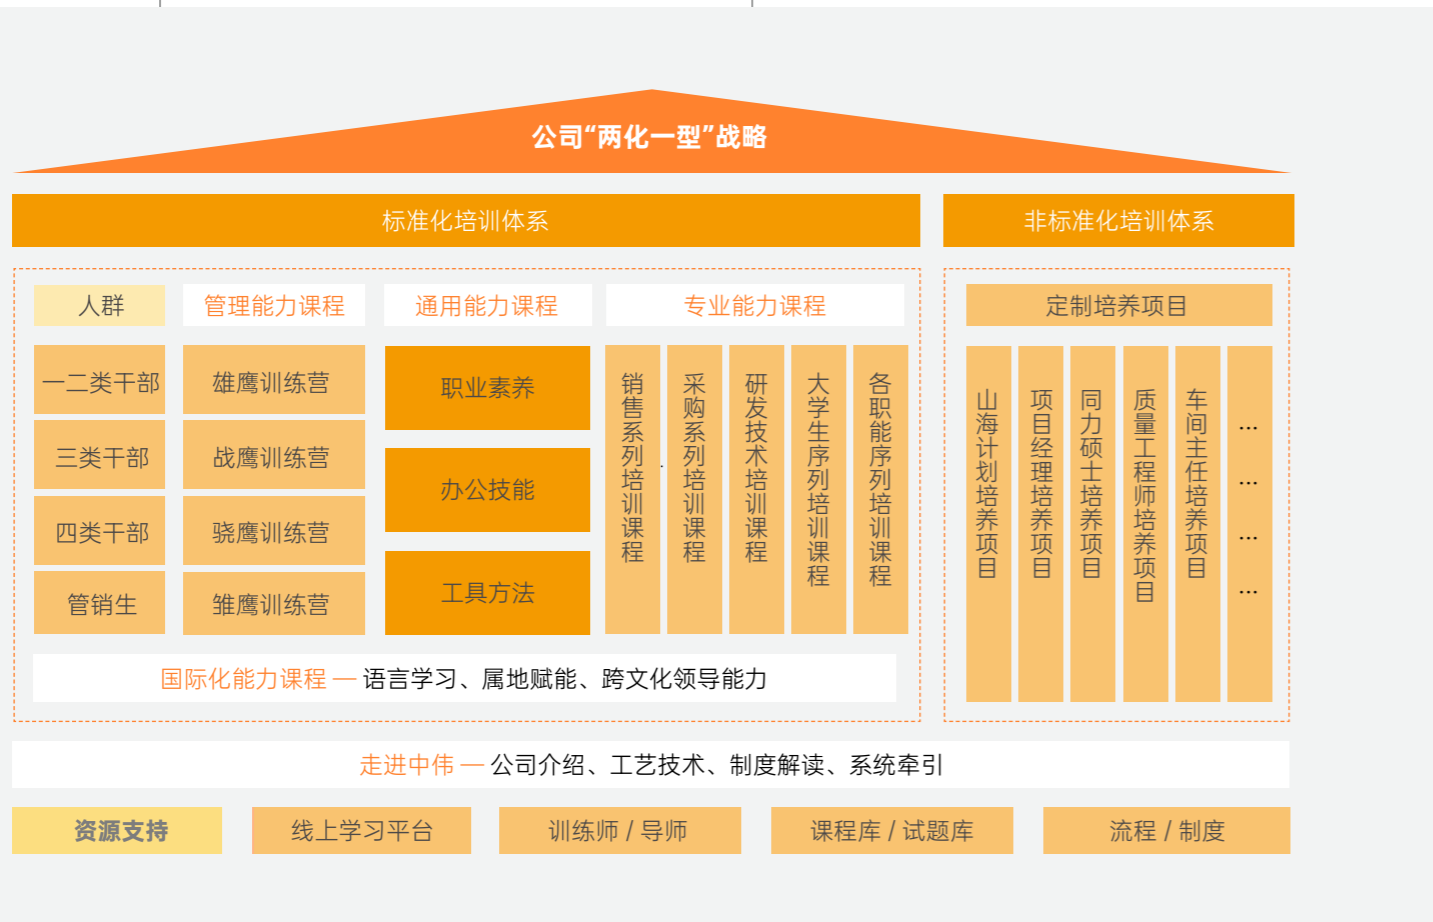 公司“两化一型”战略
标准化培训体系
非标准化培训体系
人群
管理能力课程
通用能力课程
专业能力课程
定制培养项目
一二类干部
三类干部
四类干部
管销生
雄鹰训练营
战鹰训练营
骁鹰训练营
雏鹰训练营
职业素养
办公技能
工具方法
销售系列培训课程
采购系列培训课程
研发技术培训课程
大学生序列培训课程
各职能序列培训课程
山海计划培养项目
项目经理培养项目
同力硕士培养项目
质量工程师培养项目
车间主任培养项目
...
...
...
...
国际化能力课程 — 语言学习、属地赋能、跨文化领导能力
走进中伟 — 公司介绍、工艺技术、制度解读、系统牵引
资源支持
线上学习平台
训练师 / 导师
课程库 / 试题库
流程 / 制度